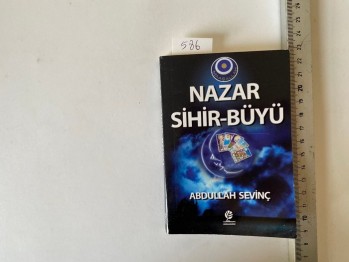 586
NAZAR
SİHİR-BÜYÜ
ABDULLAH SEVİNÇ